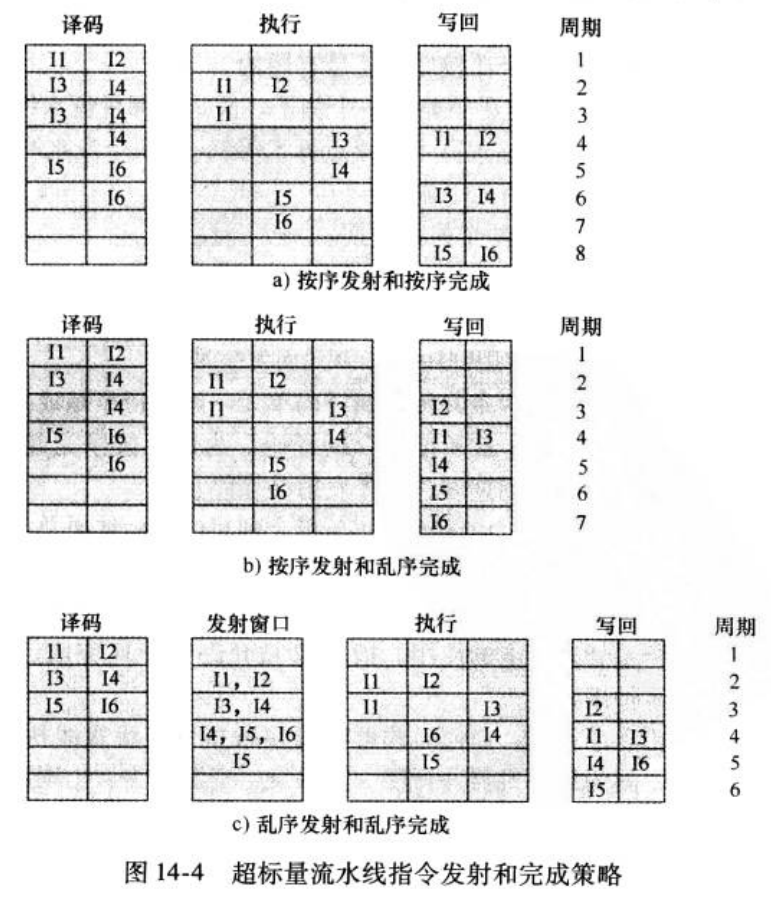 译码 执行 写回 周期
I1 I2 1
I3 I4 I1 I2 2
I3 I4 I1 3
I4 I3 I1 I2 4
I5 I6 I4 5
I6 I5 I3 I4 6
I6 7
I5 I6 8
a) 按序发射和按序完成
译码 执行 写回 周期
I1 I2 1
I3 I4 I1 I2 2
I4 I1 I3 I2 3
I5 I6 I4 I1 I3 4
I6 I5 I4 5
I6 I5 6
I6 7
b) 按序发射和乱序完成
译码 发射窗口 执行 写回 周期
I1 I2 1
I3 I4 I1, I2 I1 I2 2
I5 I6 I3, I4 I1 I3 I2 3
I4, I5, I6 I6 I4 I1 I3 4
I5 I5 I4 I6 5
I5 6
c) 乱序发射和乱序完成
图 14-4 超标量流水线指令发射和完成策略